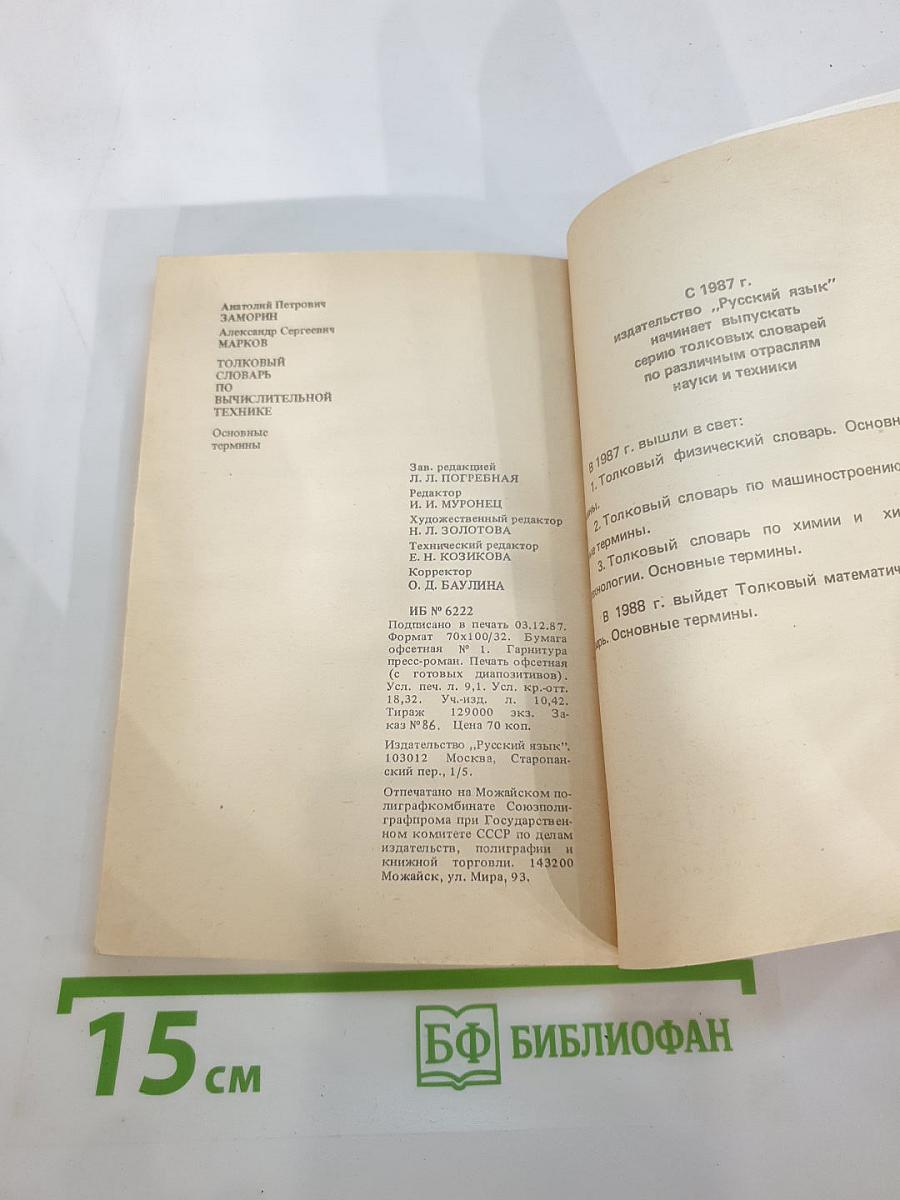 Анатолий Петрович
ЗАМОРИН
Александр Сергеевич
МАРКОВ
ТОЛКОВЫЙ
СЛОВАРЬ
ПО
ВЫЧИСЛИТЕЛЬНОЙ
ТЕХНИКЕ
Основные
термины
Зав. редакцией
Л. Л. ПОГРЕБНАЯ
Редактор
И. И. МУРОНЕЦ
Художественный редактор
Н. Л. ЗОЛОТОВА
Технический редактор
Е. Н. КОЗИКОВА
Корректор
О. Д. БАУЛИНА
ИБ № 6222
Подписано в печать 03.12.87.
Формат 70х100/32. Бумага
офсетная № 1. Гарнитура
пресс-роман. Печать офсетная
(с готовых диапозитивов).
Усл. печ. л. 9,1. Усл. кр.-отт.
18,32. Уч.-изд. л. 10,42.
Тираж 129000 экз. За-
каз № 86. Цена 70 коп.
Издательство „Русский язык".
103012 Москва, Старопан-
ский пер., 1/5.
Отпечатано на Можайском по-
лиграфкомбинате Союзполи-
графпрома при Государствен-
ном комитете СССР по делам
издательств, полиграфии и
книжной торговли. 143200
Можайск, ул. Мира, 93.
С 1987 г.
издательство „Русский язык"
начинает выпускать
серию толковых словарей
по различным отраслям
науки и техники
В 1987 г. вышли в свет:
1. Толковый физический словарь. Основн
ны.
2. Толковый словарь по машиностроению
термины.
3. Толковый словарь по химии и хи
технологии. Основные термины.
В 1988 г. выйдет Толковый математич
рь. Основные термины.
15 см
БФ БИБЛИОФАН